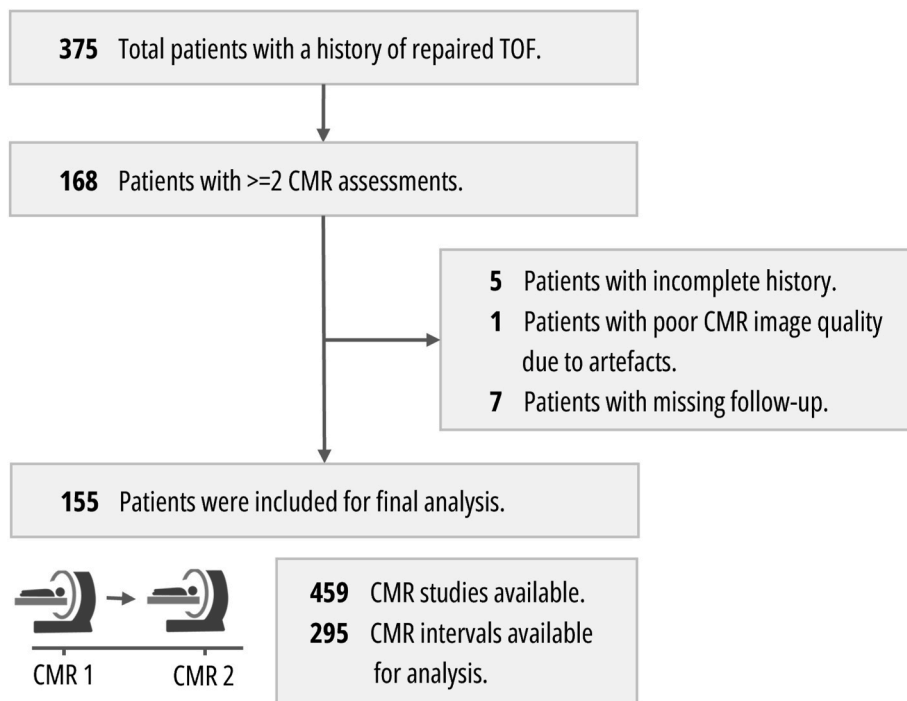 375 Total patients with a history of repaired TOF.
168 Patients with >=2 CMR assessments.
5 Patients with incomplete history.
1 Patients with poor CMR image quality
due to artefacts.
7 Patients with missing follow-up.
155 Patients were included for final analysis.
459 CMR studies available.
295 CMR intervals available
for analysis.
CMR 1
CMR 2